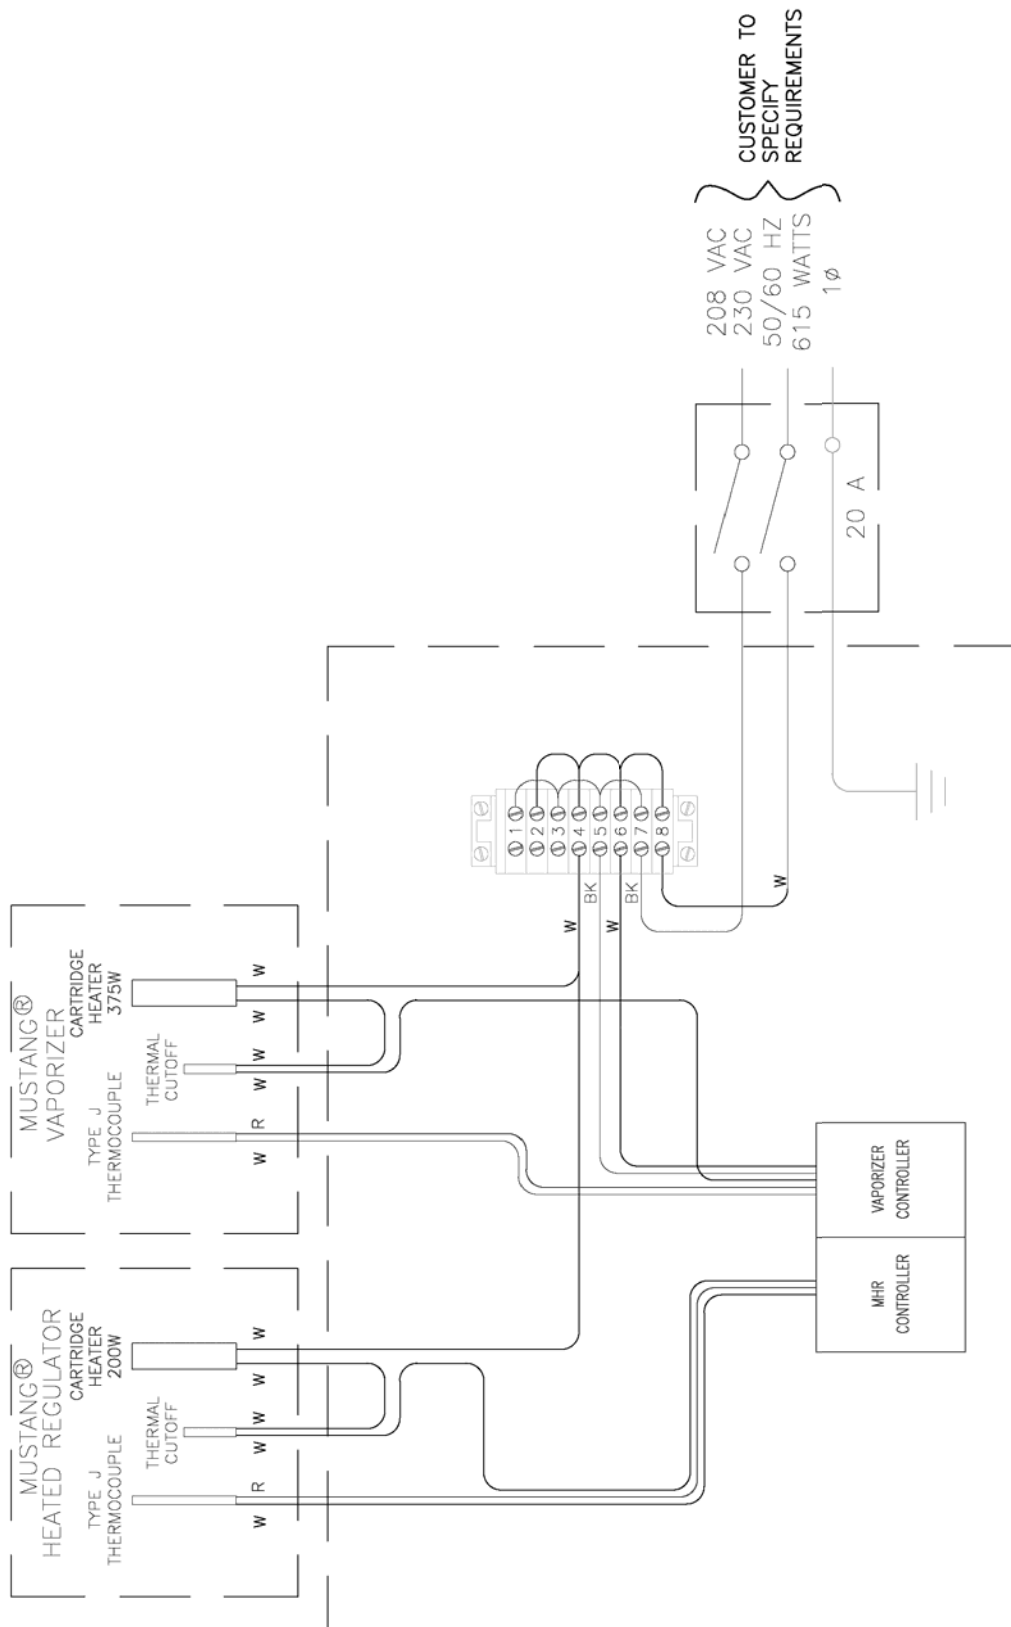 MUSTANG®
HEATED REGULATOR
TYPE J
THERMOCOUPLE
THERMAL
CUTOFF
CARTRIDGE
HEATER
200W
W
R
W
W
W
W
MUSTANG®
VAPORIZER
TYPE J
THERMOCOUPLE
THERMAL
CUTOFF
CARTRIDGE
HEATER
375W
W
R
W
W
W
W
1
2
3
4
5
6
7
8
W
BK
W
BK
W
MHR
CONTROLLER
VAPORIZER
CONTROLLER
20 A
208 VAC
230 VAC
50/60 HZ
615 WATTS
1Ø
CUSTOMER TO
SPECIFY
REQUIREMENTS